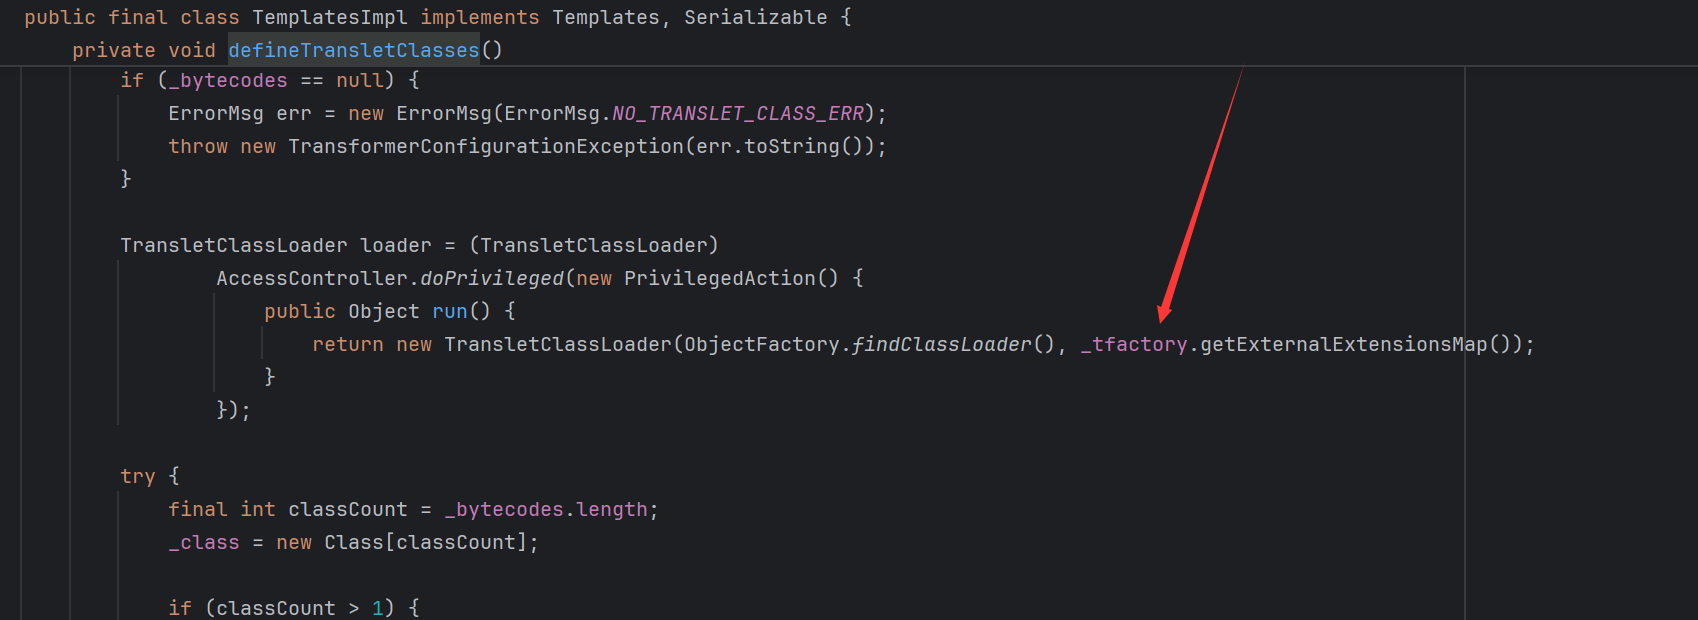 public final class TemplatesImpl implements Templates, Serializable {
private void defineTransletClasses()
if (_bytecodes == null) {
ErrorMsg err = new ErrorMsg(ErrorMsg.NO_TRANSLET_CLASS_ERR);
throw new TransformerConfigurationException(err.toString());
}
TransletClassLoader loader = (TransletClassLoader)
AccessController.doPrivileged(new PrivilegedAction() {
public Object run() {
return new TransletClassLoader(ObjectFactory.findClassLoader(), _tfactory.getExternalExtensionsMap());
}
});
try {
final int classCount = _bytecodes.length;
_class = new Class[classCount];
if (classCount > 1) {